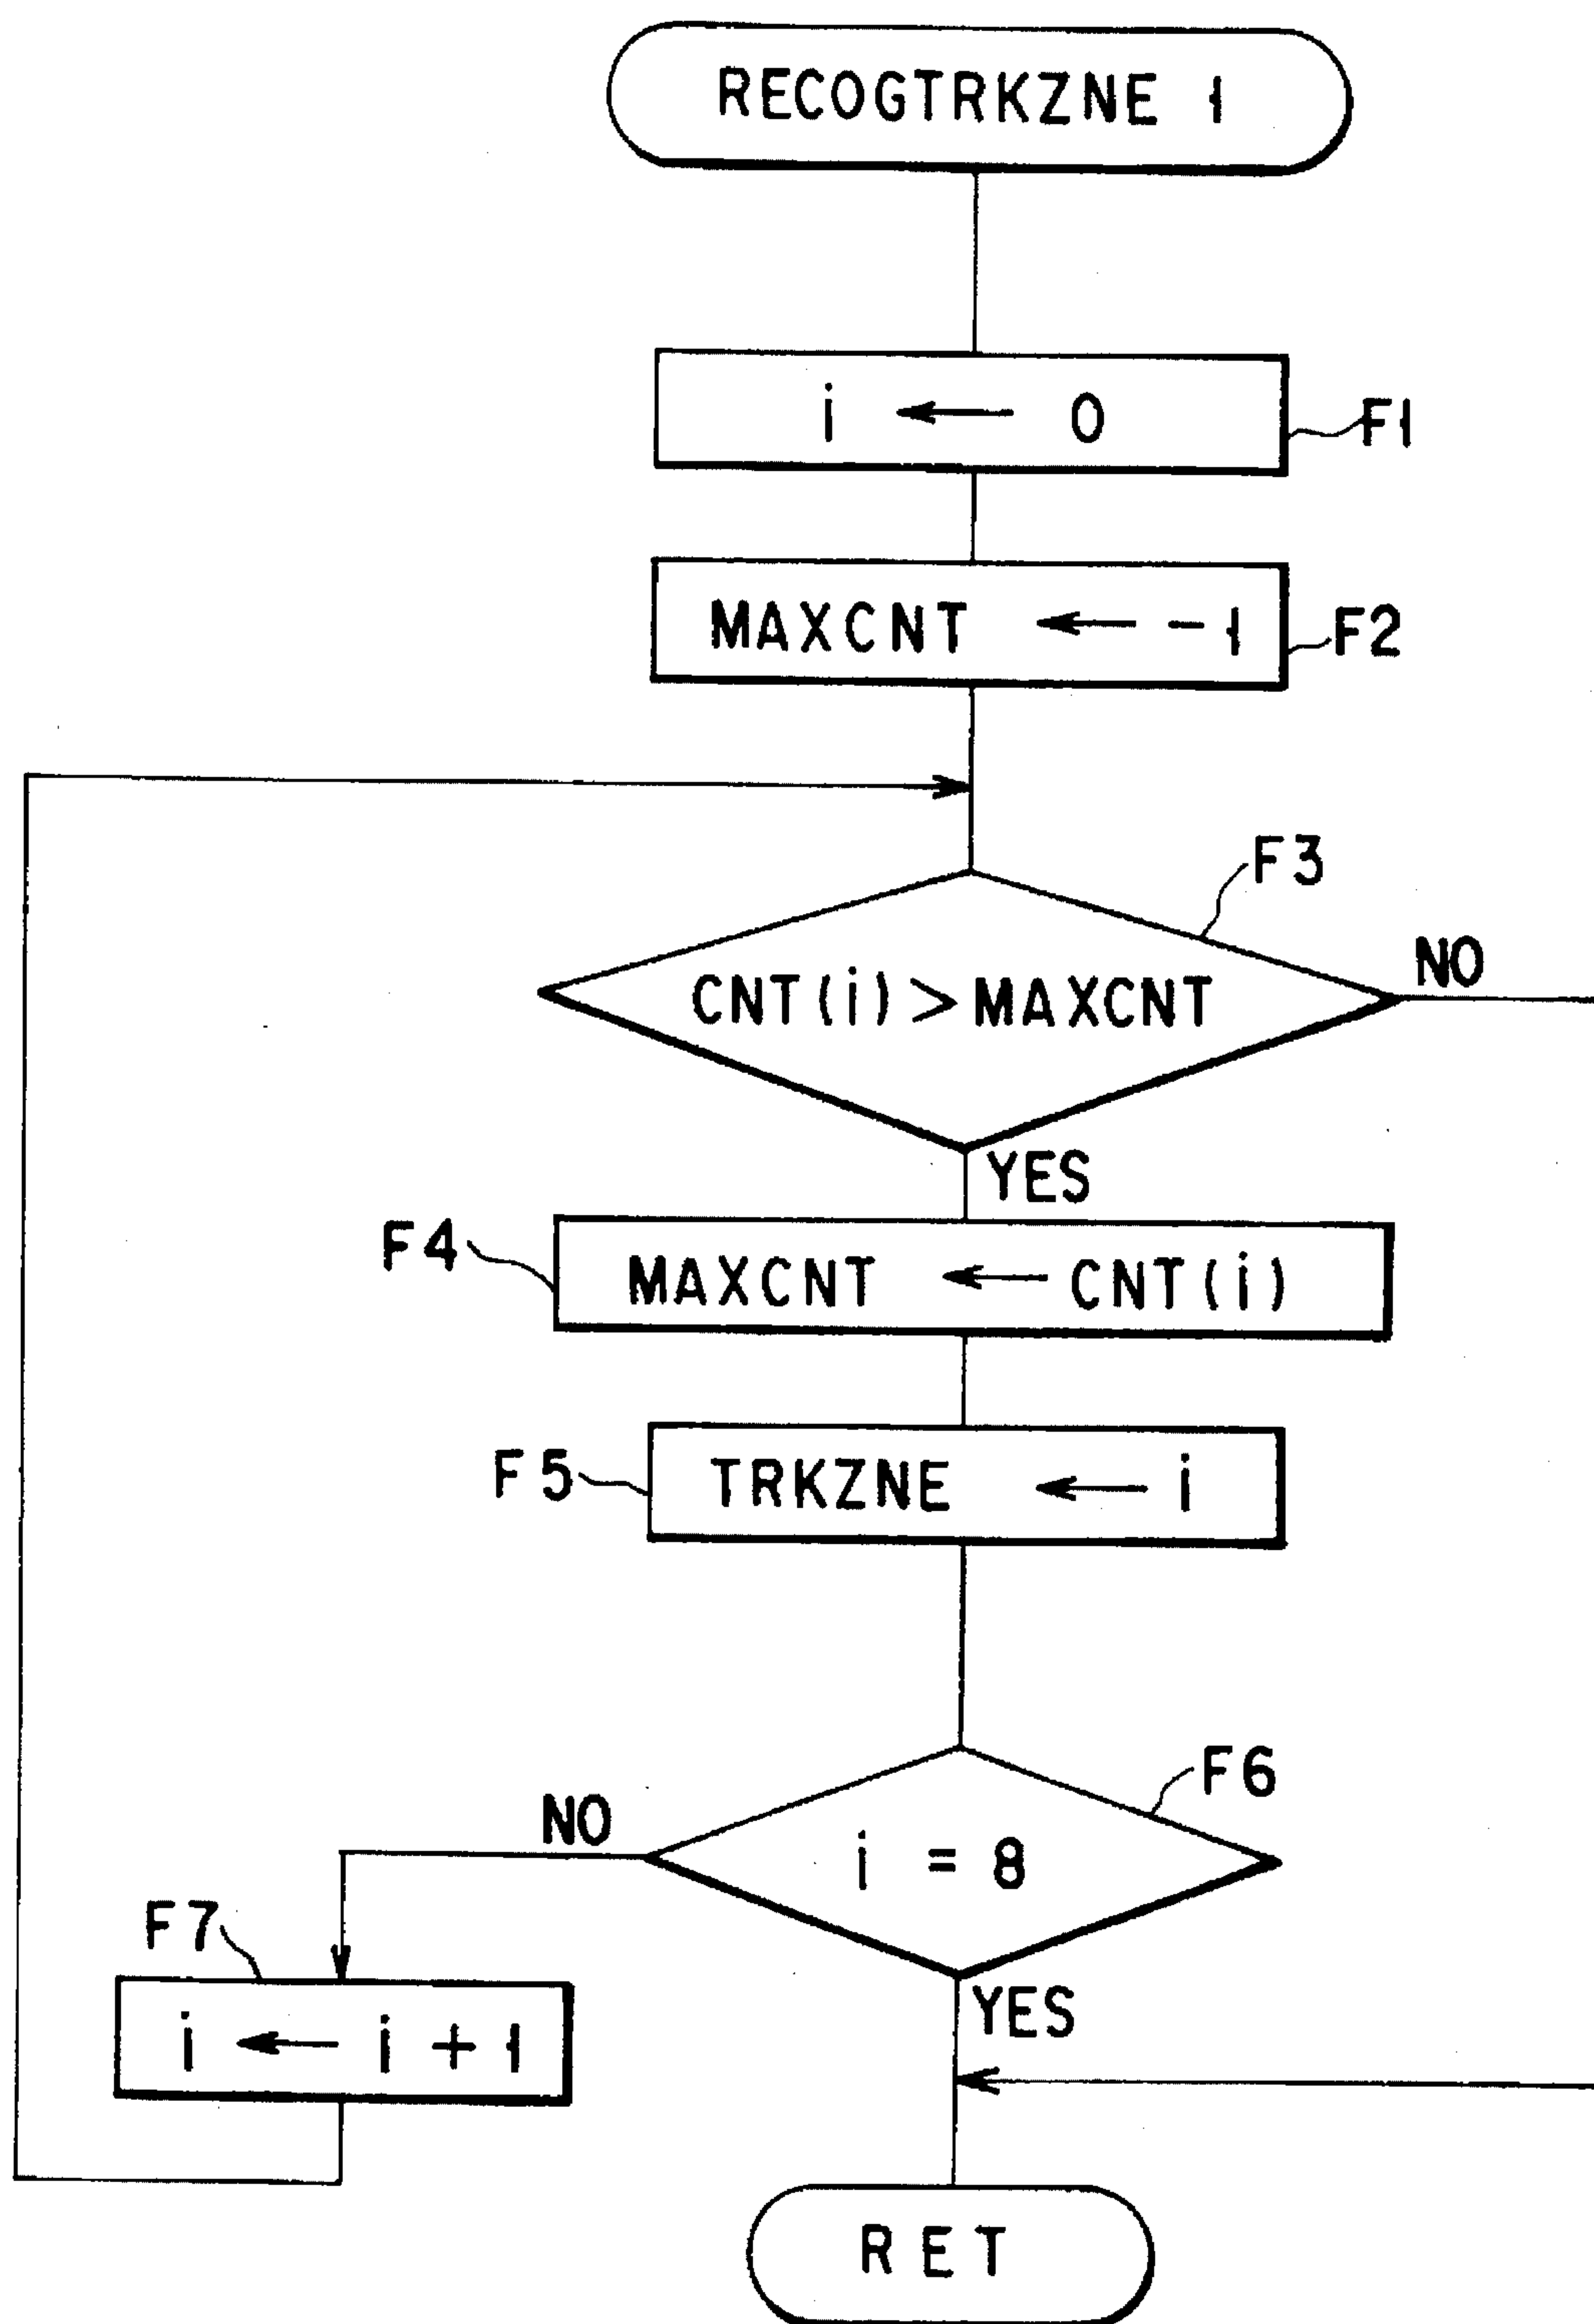 RECOGTRKZNE 1
i ← 0
F1
MAXCNT ← -1
F2
F3
CNT(i)>MAXCNT
NO
YES
F4
MAXCNT ← CNT(i)
F5
TRKZNE ← i
F6
i = 8
NO
YES
F7
i ← i + 1
RET